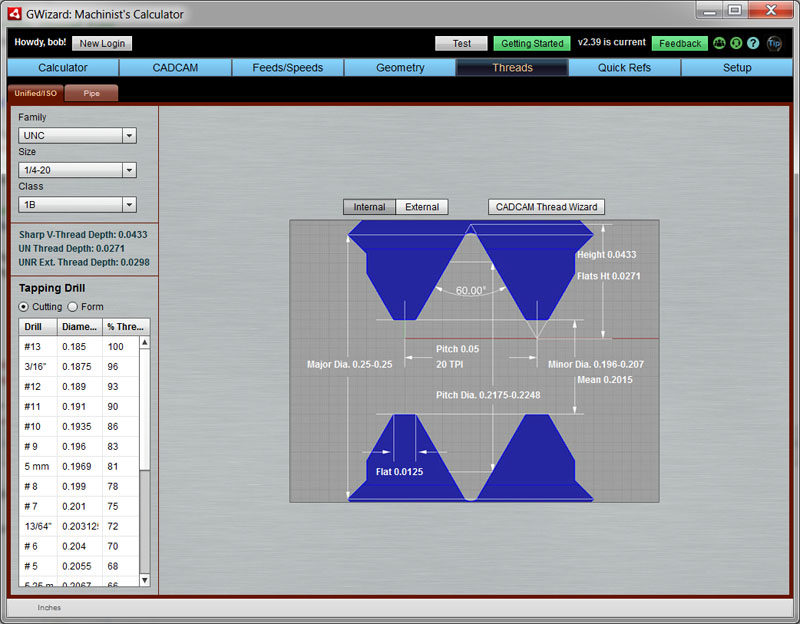 GWizard: Machinist's Calculator
Howdy, bob! New Login Test Getting Started v2.39 is current Feedback ? Tip
Calculator CADCAM Feeds/Speeds Geometry Threads Quick Refs Setup
Unified/ISO Pipe
Family
UNC
Size
1/4-20
Class
1B
Sharp V-Thread Depth: 0.0433
UN Thread Depth: 0.0271
UNR Ext. Thread Depth: 0.0298
Tapping Drill
Cutting Form
Drill Diame... % Thre...
#13 0.185 100
3/16" 0.1875 96
#12 0.189 93
#11 0.191 90
#10 0.1935 86
# 9 0.196 83
5 mm 0.1969 81
# 8 0.199 78
# 7 0.201 75
13/64" 0.203125 72
# 6 0.204 70
# 5 0.2055 68
5.25 m 0.2067 66
Internal External CADCAM Thread Wizard
Height 0.0433
Flats Ht 0.0271
60.00°
Pitch 0.05
20 TPI
Major Dia. 0.25-0.25
Minor Dia. 0.196-0.207
Mean 0.2015
Pitch Dia. 0.2175-0.2248
Flat 0.0125
Inches